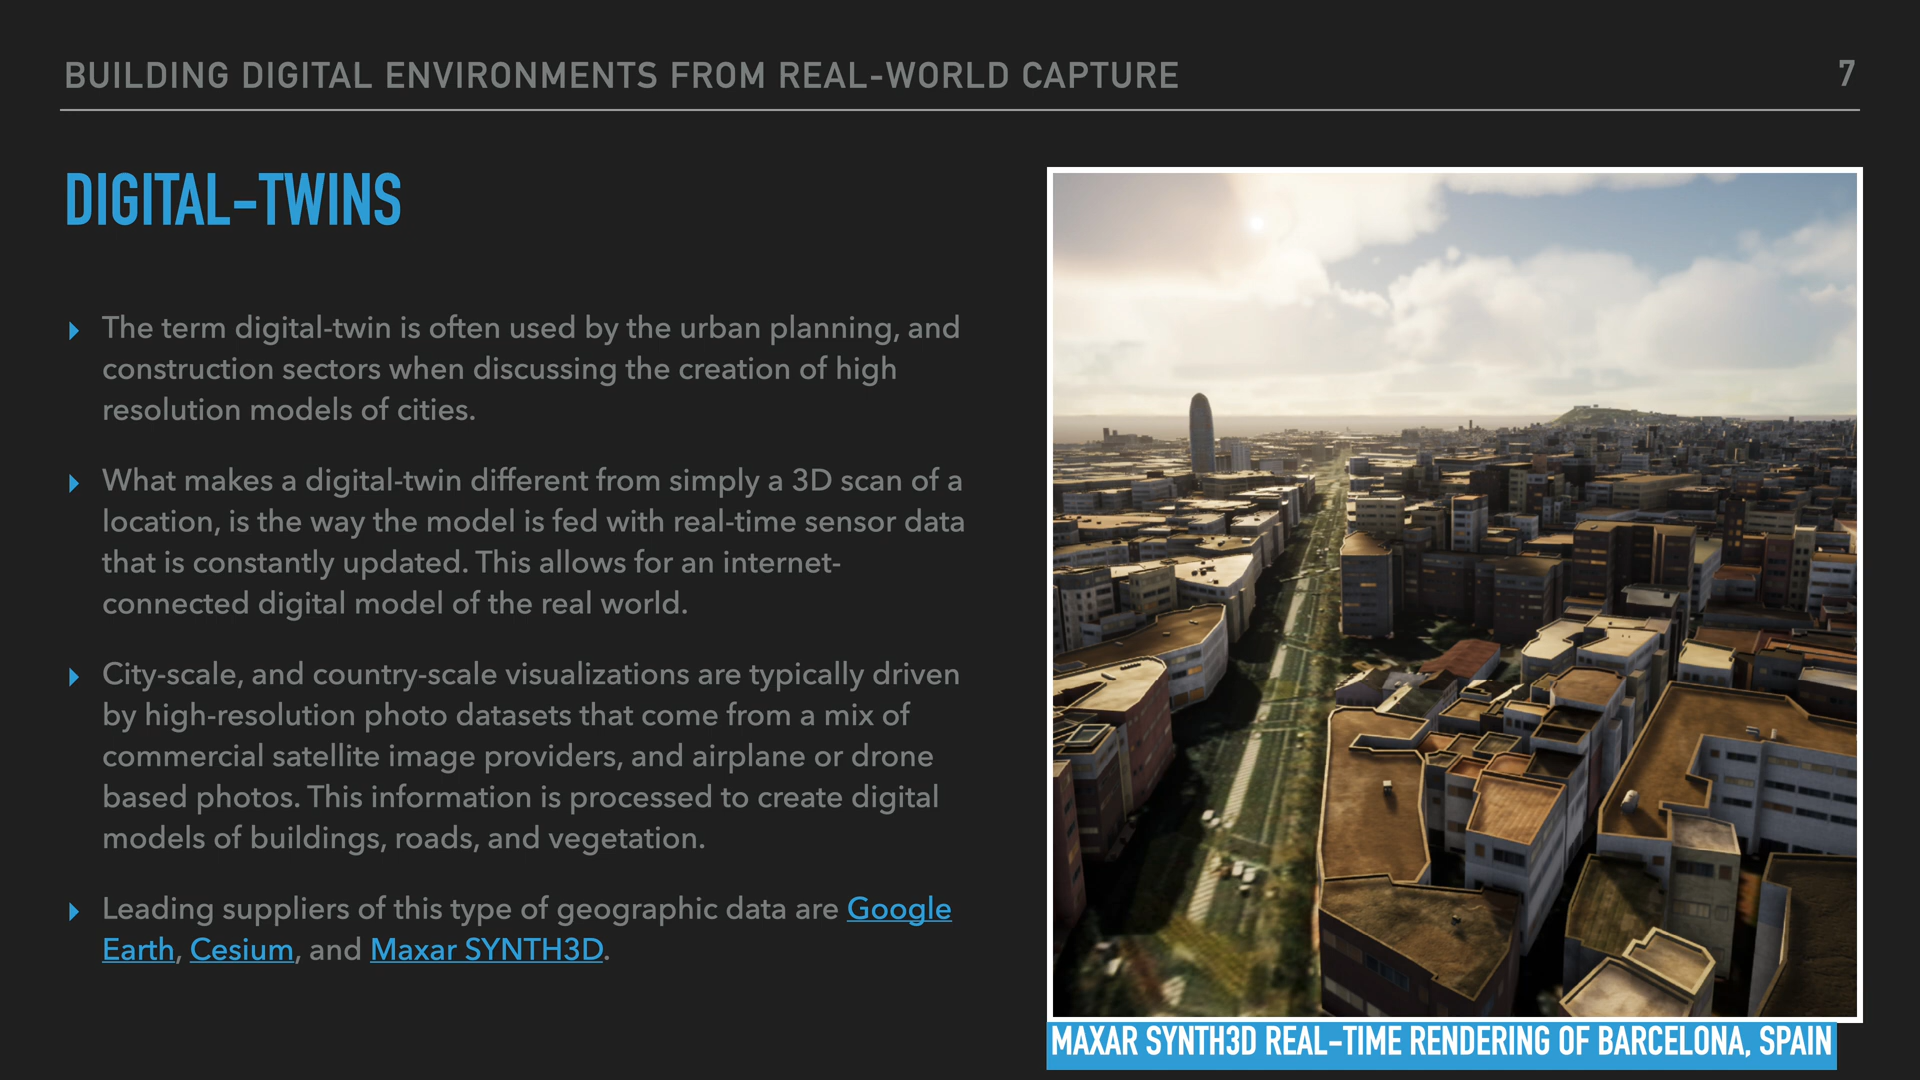 BUILDING DIGITAL ENVIRONMENTS FROM REAL-WORLD CAPTURE
7
DIGITAL-TWINS
The term digital-twin is often used by the urban planning, and
construction sectors when discussing the creation of high
resolution models of cities.
What makes a digital-twin different from simply a 3D scan of a
location, is the way the model is fed with real-time sensor data
that is constantly updated. This allows for an internet-
connected digital model of the real world.
City-scale, and country-scale visualizations are typically driven
by high-resolution photo datasets that come from a mix of
commercial satellite image providers, and airplane or drone
based photos. This information is processed to create digital
models of buildings, roads, and vegetation.
Leading suppliers of this type of geographic data are Google
Earth, Cesium, and Maxar SYNTH3D.
MAXAR SYNTH3D REAL-TIME RENDERING OF BARCELONA, SPAIN